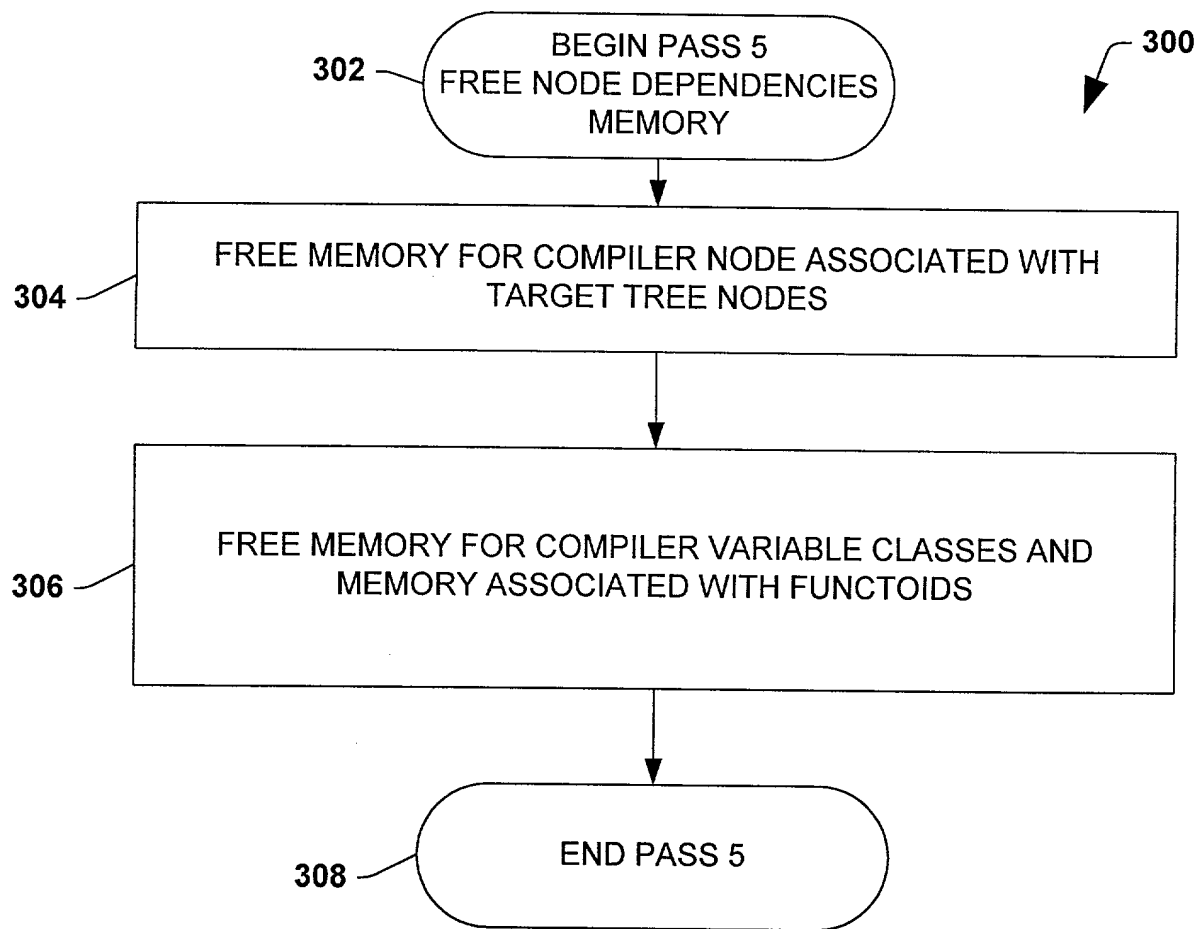 BEGIN PASS 5
FREE NODE DEPENDENCIES
MEMORY
302
300
FREE MEMORY FOR COMPILER NODE ASSOCIATED WITH
TARGET TREE NODES
304
FREE MEMORY FOR COMPILER VARIABLE CLASSES AND
MEMORY ASSOCIATED WITH FUNCTOIDS
306
END PASS 5
308